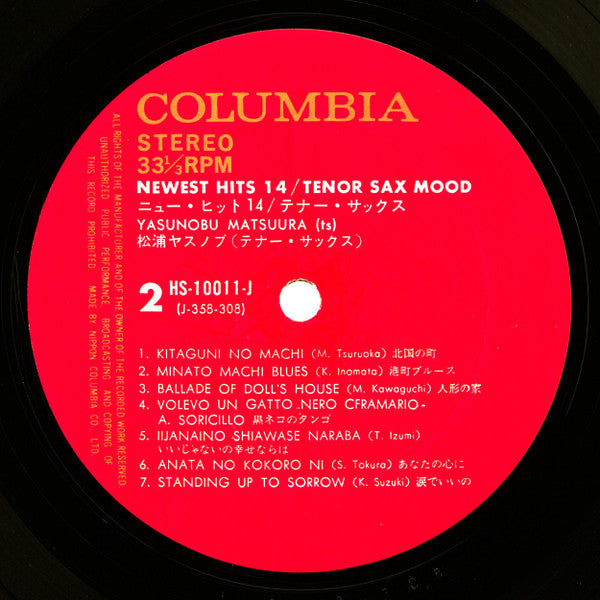 COLUMBIA
STEREO
33⅓RPM
NEWEST HITS 14/TENOR SAX MOOD
ニュー・ヒット14/テナー・サックス
YASUNOBU MATSUURA (ts)
松浦ヤスノブ(テナー・サックス)
2 HS-10011-J
(J-358-308)
1. KITAGUNI NO MACHI (M. Tsuruoka) 北国の町
2. MINATO MACHI BLUES (K. Inomata) 港町ブルース
3. BALLADE OF DOLL'S HOUSE (M. Kawaguchi) 人形の家
4. VOLEVO UN GATTO NERO CFRAMARIO-
A. SORICILLO 黒ネコのタンゴ
5. IIJANAINO SHIAWASE NARABA (T. Izumi)
いいじゃないの幸せならば
6. ANATA NO KOKORO NI (S. Tokura) あなたの心に
7. STANDING UP TO SORROW (K. Suzuki) 涙でいいの
ALL RIGHTS OF THE MANUFACTURER AND OF THE OWNER OF THE RECORDED WORK RESERVED
UNAUTHORIZED PUBLIC PERFORMANCE BROADCASTING AND COPYING OF
THIS RECORD PROHIBITED MADE BY NIPPON COLUMBIA CO. LTD.